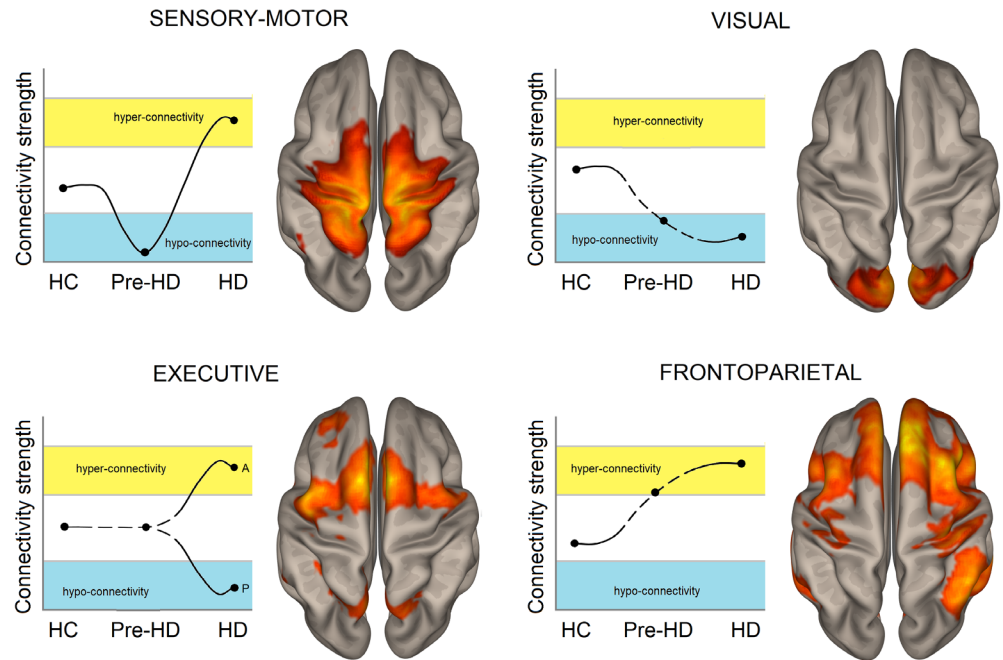 SENSORY-MOTOR
Connectivity strength
hyper-connectivity
hypo-connectivity
HC Pre-HD HD
VISUAL
Connectivity strength
hyper-connectivity
hypo-connectivity
HC Pre-HD HD
EXECUTIVE
Connectivity strength
hyper-connectivity
A
hypo-connectivity
P
HC Pre-HD HD
FRONTOPARIETAL
Connectivity strength
hyper-connectivity
hypo-connectivity
HC Pre-HD HD